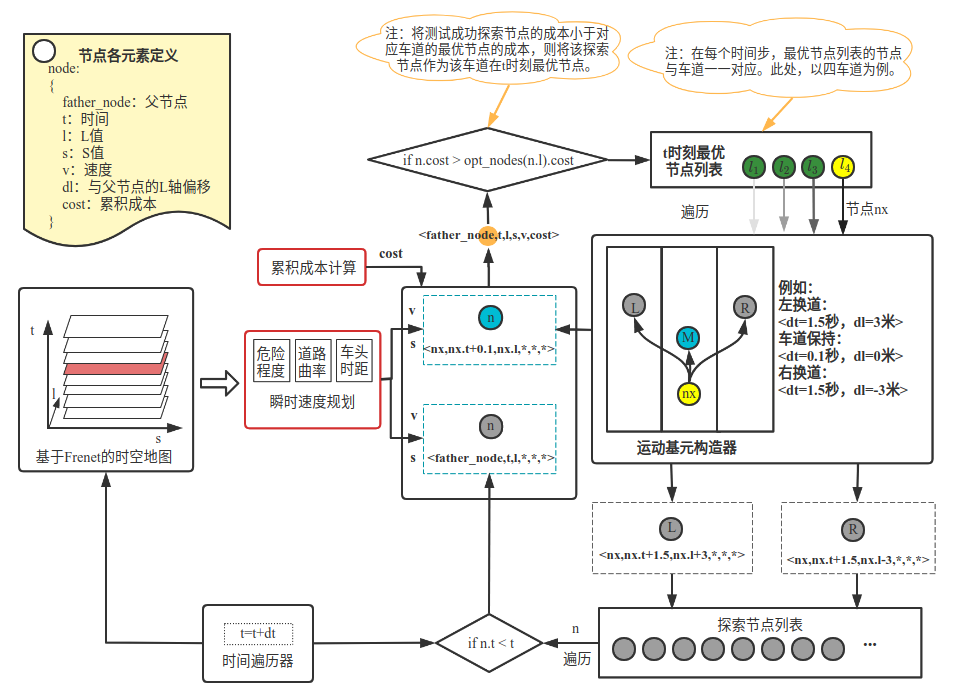 节点各元素定义
node:
{
father_node：父节点
t：时间
l：L值
s：S值
v：速度
dl：与父节点的L轴偏移
cost：累积成本
}
注：将测试成功探索节点的成本小于对
应车道的最优节点的成本，则将该探索
节点作为该车道在t时刻最优节点。
注：在每个时间步，最优节点列表的节点
与车道一一对应。此处，以四车道为例。
if n.cost > opt_nodes(n.l).cost
t时刻最优
节点列表
l1
l2
l3
l4
遍历
节点nx
<father_node,t,l,s,v,cost>
累积成本计算
cost
t
l
s
基于Frenet的时空地图
危险
程度
道路
曲率
车头
时距
瞬时速度规划
v
s
n
<nx,nx.t+0.1,nx.l,*,*,*>
v
s
n
<father_node,t,l,*,*,*>
L
R
M
nx
例如：
左换道：
<dt=1.5秒，dl=3米>
车道保持：
<dt=0.1秒，dl=0米>
右换道：
<dt=1.5秒，dl=-3米>
运动基元构造器
L
<nx,nx.t+1.5,nx.l+3,*,*,*>
R
<nx,nx.t+1.5,nx.l-3,*,*,*>
t=t+dt
时间遍历器
if n.t < t
n
遍历
探索节点列表
...